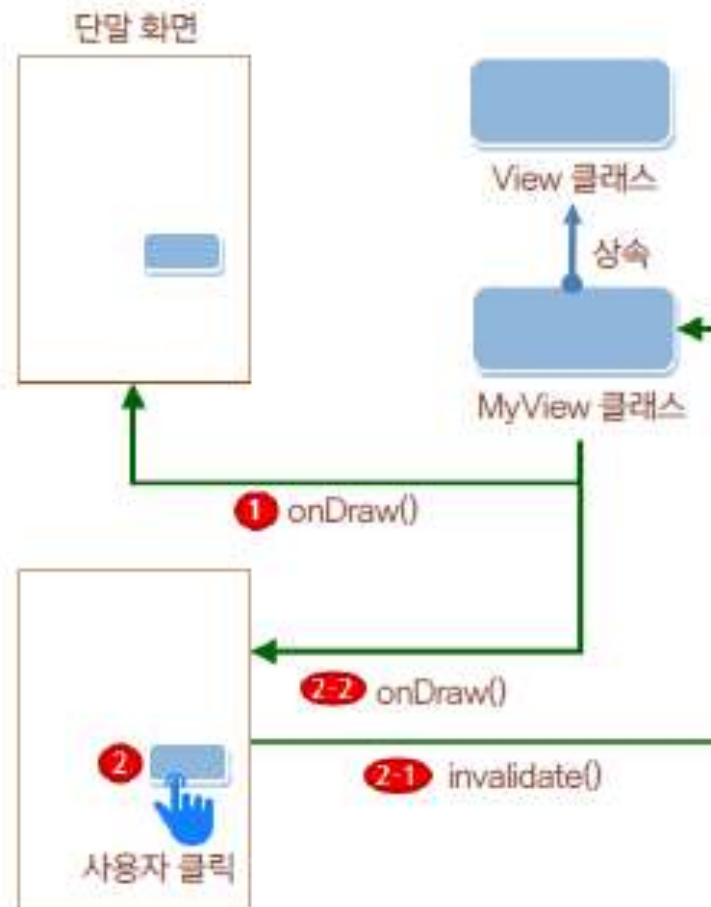 단말 화면
View 클래스
상속
MyView 클래스
1 onDraw()
2-2 onDraw()
2
2-1 invalidate()
사용자 클릭